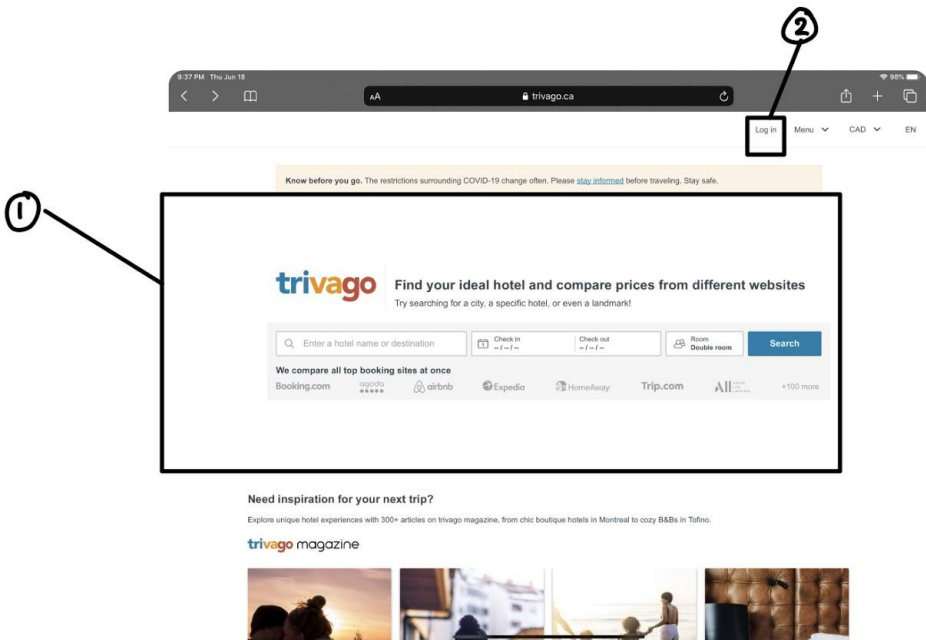 2
9:37 PM Thu Jun 18
98%
AA
trivago.ca
Log in
Menu
CAD
EN
Know before you go. The restrictions surrounding COVID-19 change often. Please stay informed before traveling. Stay safe.
1
trivago
Find your ideal hotel and compare prices from different websites
Try searching for a city, a specific hotel, or even a landmark!
Enter a hotel name or destination
Check in
-- / -- / --
Check out
-- / -- / --
Room
Double room
Search
We compare all top booking sites at once
Booking.com agoda airbnb Expedia HomeAway Trip.com All +100 more
Need inspiration for your next trip?
Explore unique hotel experiences with 300+ articles on trivago magazine, from chic boutique hotels in Montreal to cozy B&Bs in Tofino.
trivago magazine